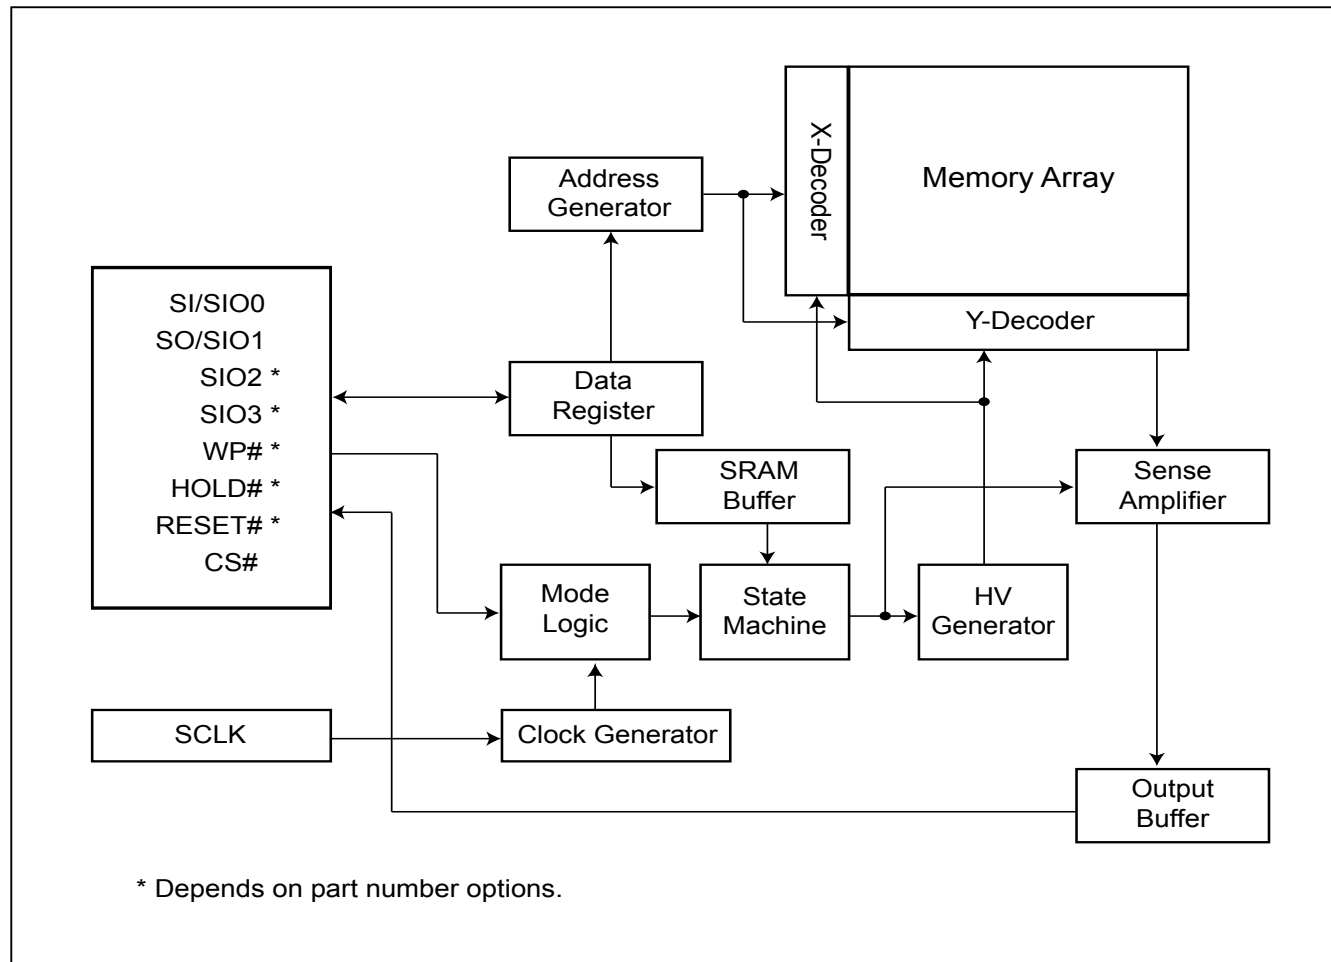 X-Decoder
Memory Array
Address
Generator
SI/SIO0
SO/SIO1
SIO2 *
SIO3 *
WP# *
HOLD# *
RESET# *
CS#
Y-Decoder
Data
Register
SRAM
Buffer
Sense
Amplifier
Mode
Logic
State
Machine
HV
Generator
SCLK
Clock Generator
Output
Buffer
* Depends on part number options.